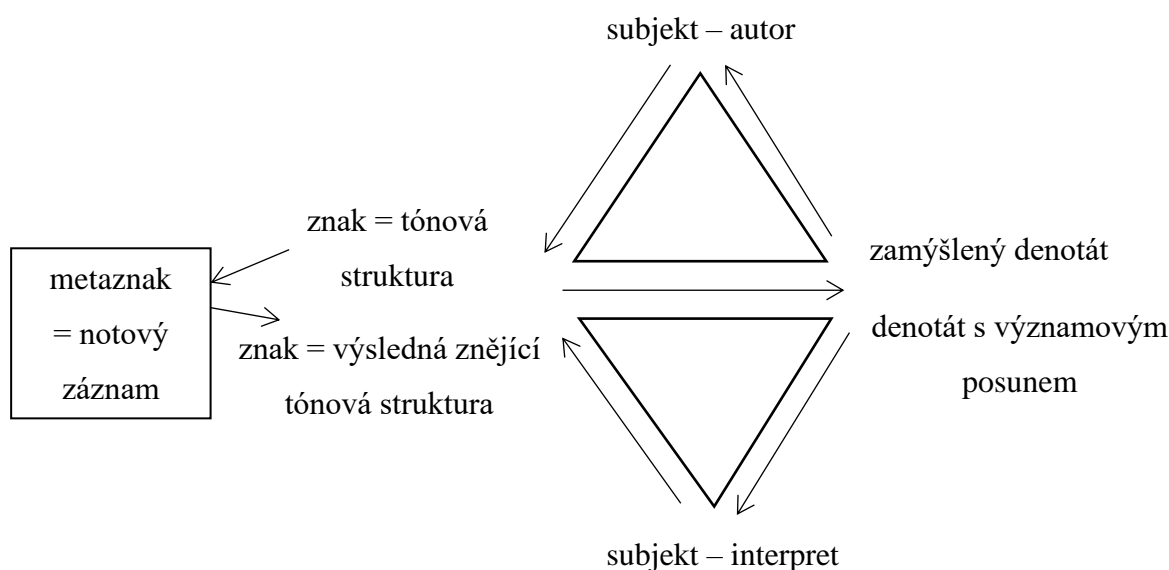 subjekt – autor
znak = tónová
struktura
zamýšlený denotát
metaznak
= notový
záznam
znak = výsledná znějící
tónová struktura
denotát s významovým
posunem
subjekt – interpret